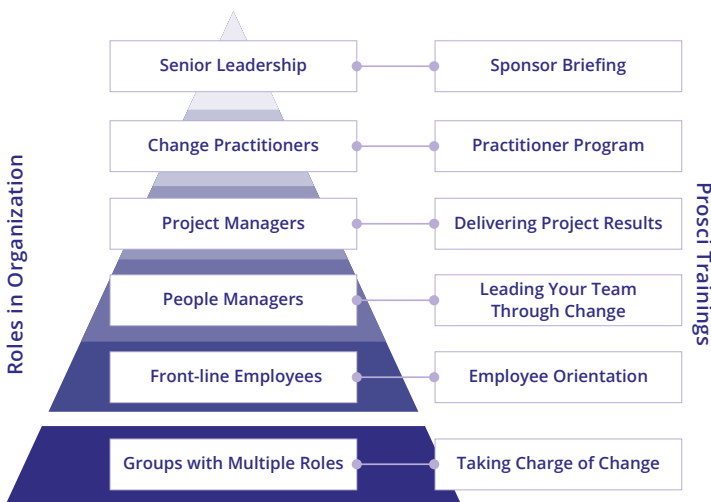 Roles in Organization
Senior Leadership
Sponsor Briefing
Change Practitioners
Practitioner Program
Project Managers
Delivering Project Results
People Managers
Leading Your Team
Through Change
Front-line Employees
Employee Orientation
Groups with Multiple Roles
Taking Charge of Change
Prosci Trainings